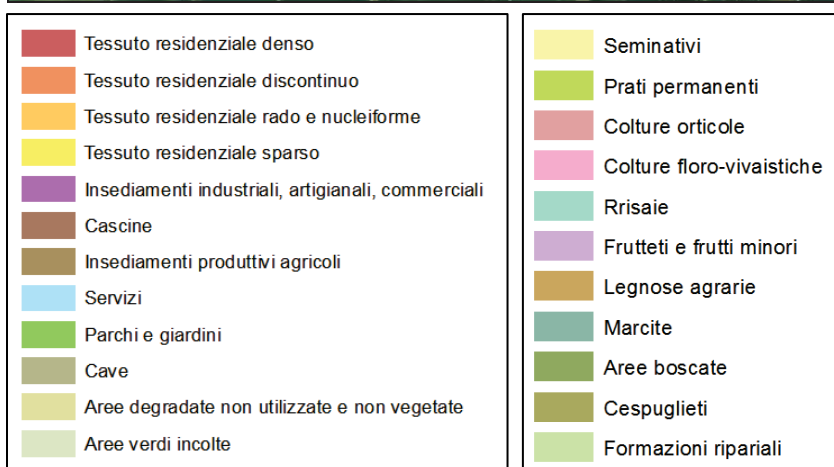 Tessuto residenziale denso
Tessuto residenziale discontinuo
Tessuto residenziale rado e nucleiforme
Tessuto residenziale sparso
Insediamenti industriali, artigianali, commerciali
Cascine
Insediamenti produttivi agricoli
Servizi
Parchi e giardini
Cave
Aree degradate non utilizzate e non vegetate
Aree verdi incolte
Seminativi
Prati permanenti
Colture orticole
Colture floro-vivaistiche
Rrisaie
Frutteti e frutti minori
Legnose agrarie
Marcite
Aree boscate
Cespuglieti
Formazioni ripariali